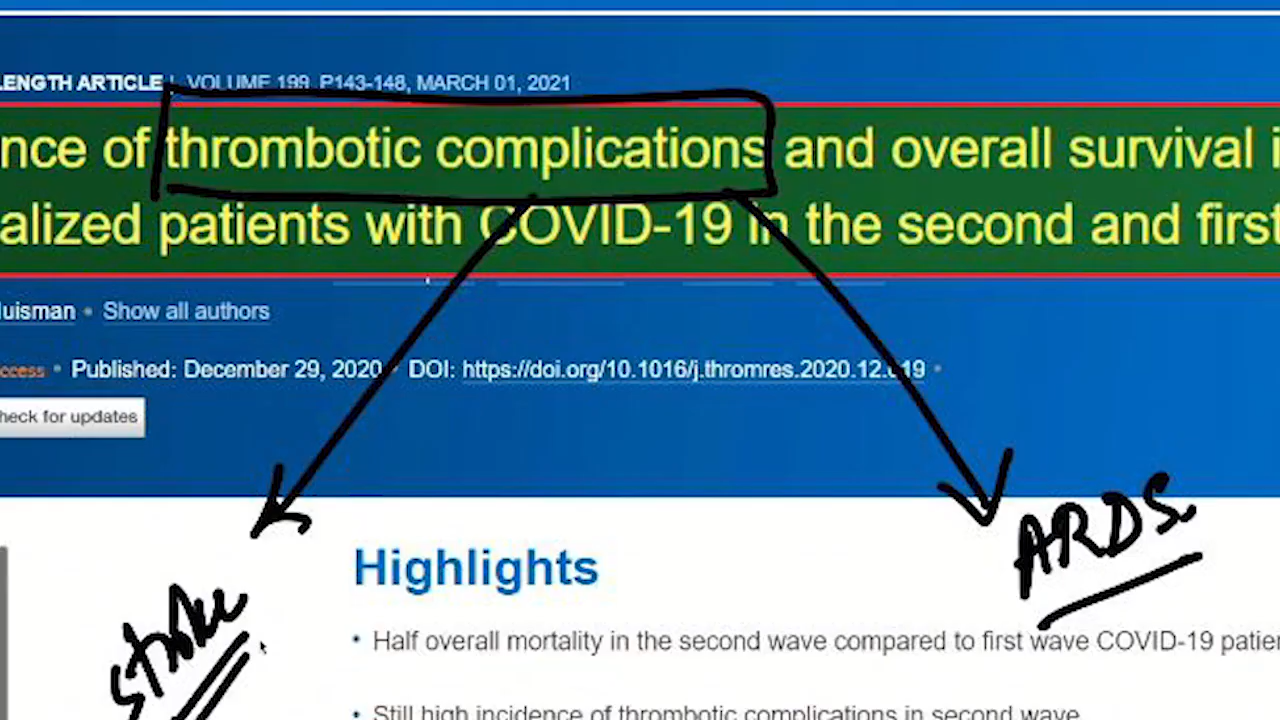 LENGTH ARTICLE | VOLUME 199, P143-148, MARCH 01, 2021
nce of thrombotic complications and overall survival i
alized patients with COVID-19 in the second and first
uisman • Show all authors
ccess • Published: December 29, 2020 • DOI: https://doi.org/10.1016/j.thromres.2020.12.019 •
heck for updates
ARDS
Highlights
stroke
• Half overall mortality in the second wave compared to first wave COVID-19 patien
• Still high incidence of thrombotic complications in second wave